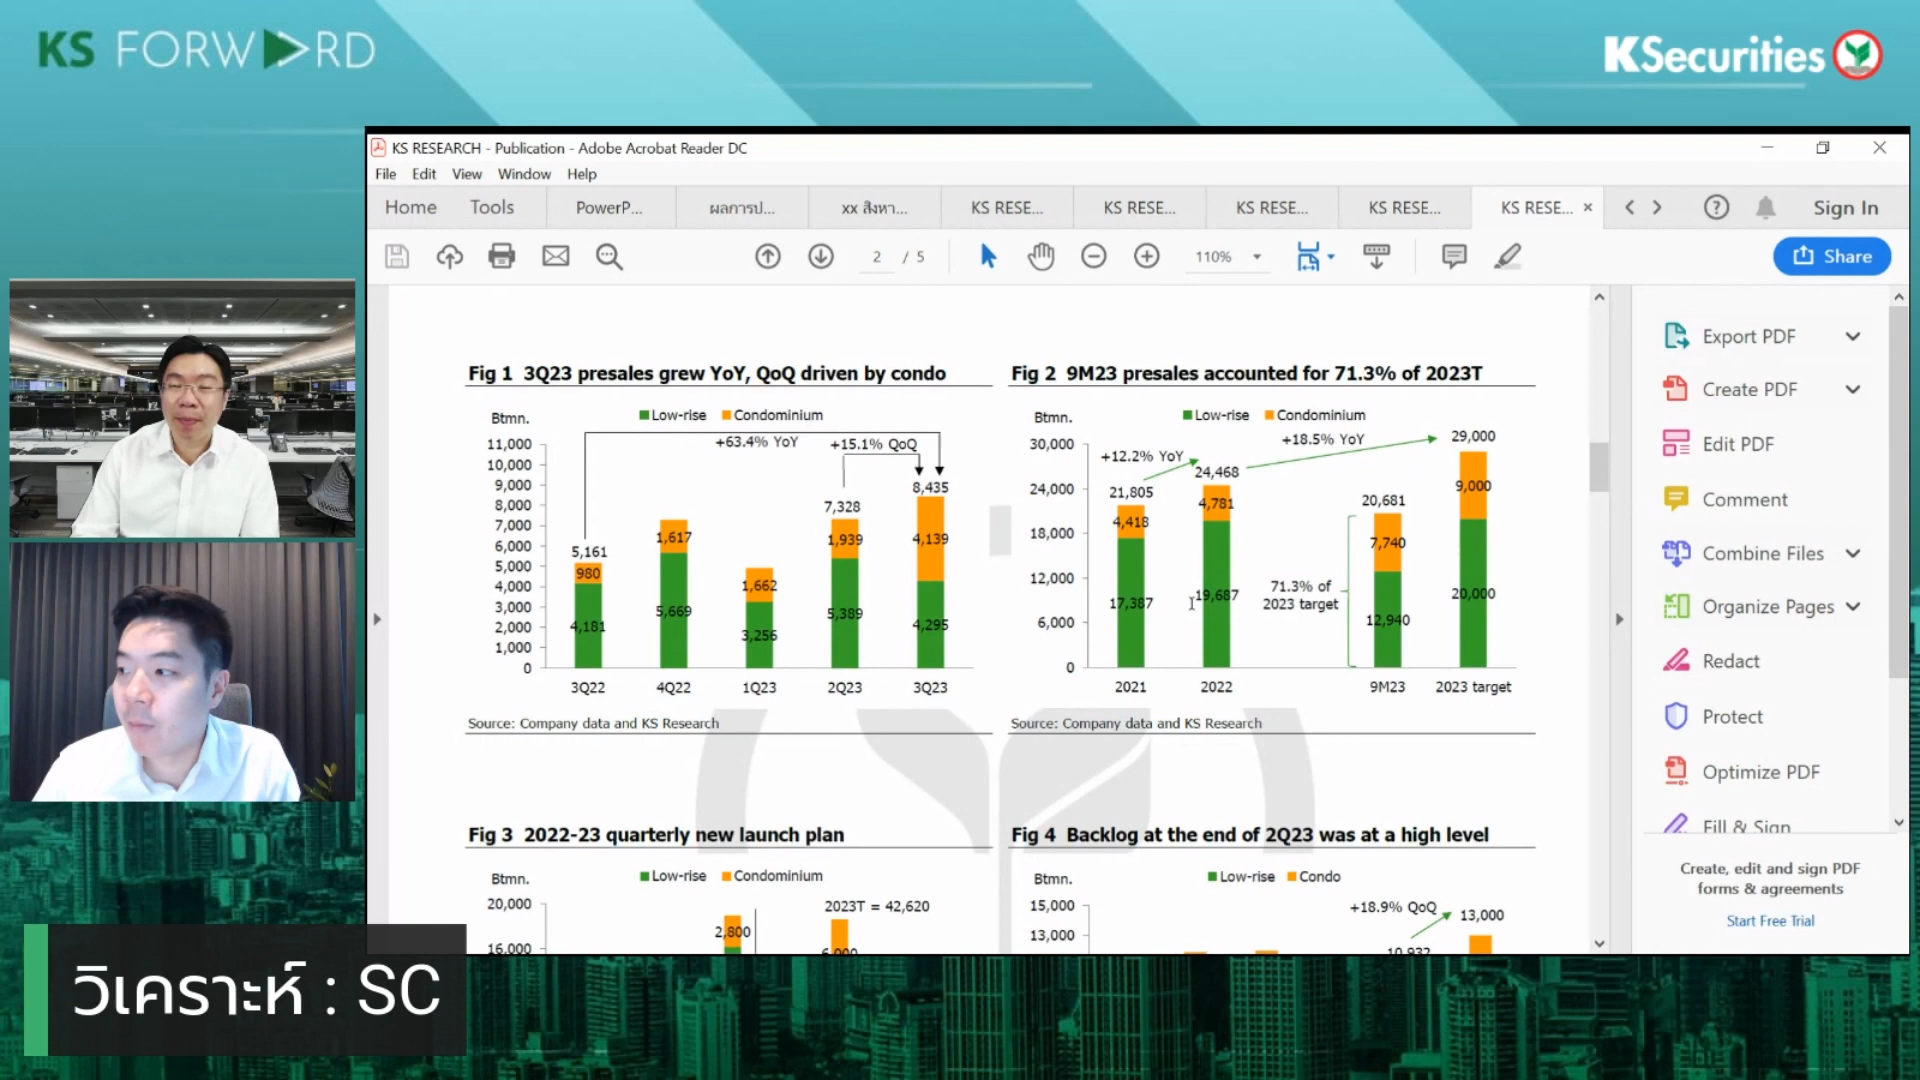 KS FORWARD
KSecurities
KS RESEARCH - Publication - Adobe Acrobat Reader DC
File Edit View Window Help
Home Tools PowerP... ผลการป... xx สิงหา... KS RESE... KS RESE... KS RESE... KS RESE... KS RESE... × Sign In
2 / 5 110% Share
Fig 1 3Q23 presales grew YoY, QoQ driven by condo
Btmn.
Low-rise Condominium
+63.4% YoY
+15.1% QoQ
11,000
10,000
9,000
8,000
7,000
6,000
5,000
4,000
3,000
2,000
1,000
0
5,161
980
4,181
1,617
5,669
1,662
3,256
7,328
1,939
5,389
8,435
4,139
4,295
3Q22 4Q22 1Q23 2Q23 3Q23
Source: Company data and KS Research
Fig 2 9M23 presales accounted for 71.3% of 2023T
Btmn.
Low-rise Condominium
+12.2% YoY
+18.5% YoY
30,000
24,000
18,000
12,000
6,000
0
21,805
4,418
17,387
24,468
4,781
19,687
71.3% of
2023 target
20,681
7,740
12,940
29,000
9,000
20,000
2021 2022 9M23 2023 target
Source: Company data and KS Research
Fig 3 2022-23 quarterly new launch plan
Btmn.
Low-rise Condominium
2023T = 42,620
20,000
16,000
2,800
6,000
Fig 4 Backlog at the end of 2Q23 was at a high level
Btmn.
Low-rise Condo
+18.9% QoQ
15,000
13,000
10,932
13,000
Export PDF
Create PDF
Edit PDF
Comment
Combine Files
Organize Pages
Redact
Protect
Optimize PDF
Fill & Sign
Create, edit and sign PDF
forms & agreements
Start Free Trial
วิเคราะห์ : SC